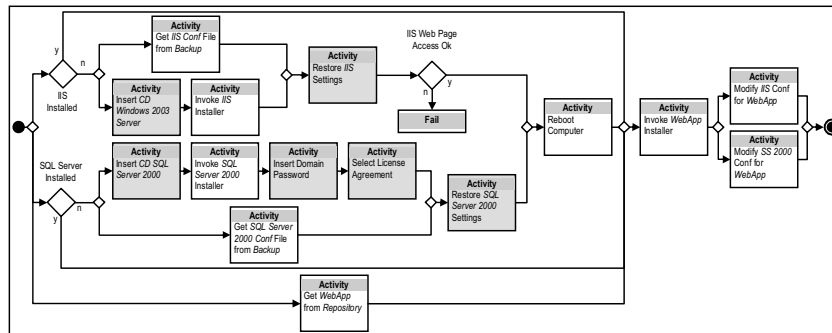 y
Activity
Get IIS Conf File
from Backup
n
IIS
Installed
Activity
Insert CD
Windows 2003
Server
Activity
Invoke IIS
Installer
Activity
Restore IIS
Settings
IIS Web Page
Access Ok
y
n
Fail
SQL Server
Installed
n
y
Activity
Insert CD SQL
Server 2000
Activity
Invoke SQL
Server 2000
Installer
Activity
Insert Domain
Password
Activity
Select License
Agreement
Activity
Get SQL Server
2000 Conf File
from Backup
Activity
Restore SQL
Server 2000
Settings
Activity
Reboot
Computer
Activity
Invoke WebApp
Installer
Activity
Modify IIS Conf
for WebApp
Activity
Modify SS 2000
Conf for
WebApp
Activity
Get WebApp
from Repository